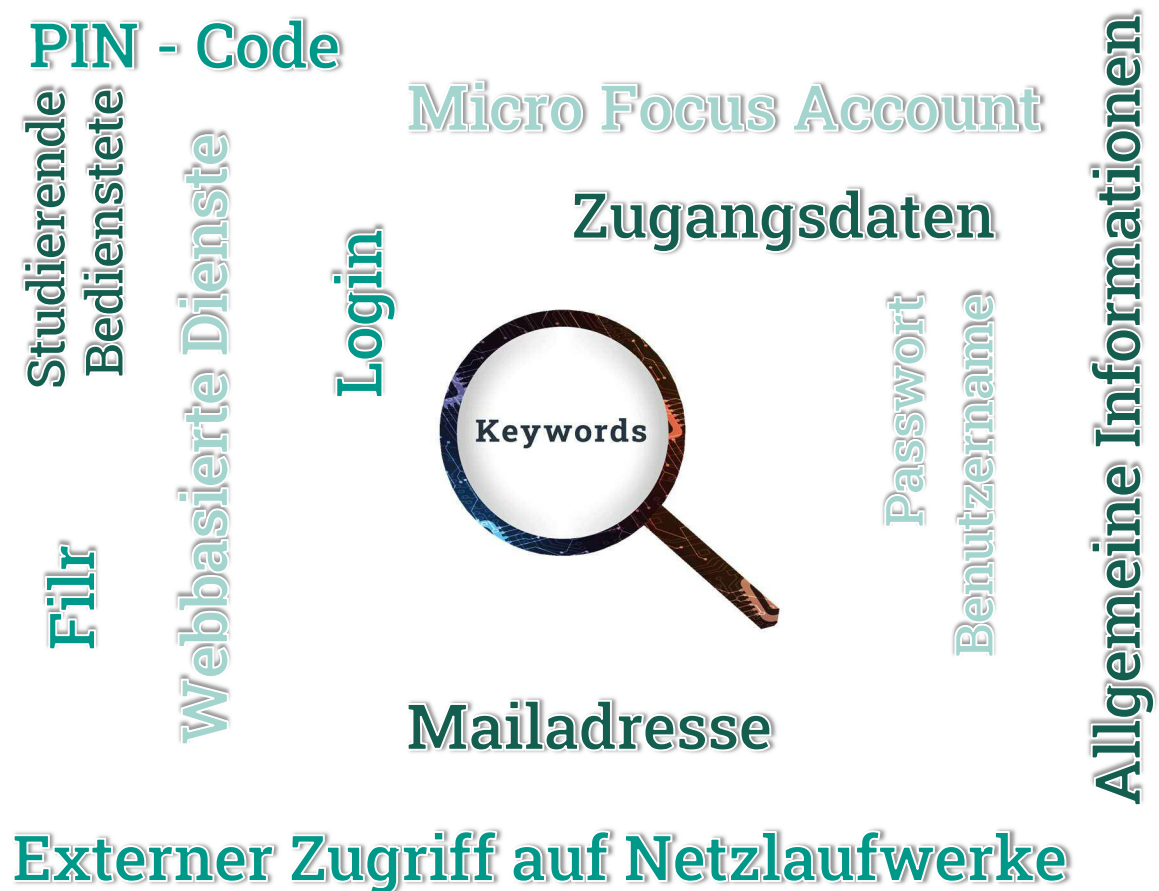 PIN - Code
Micro Focus Account
Studierende
Bedienstete
Webbasierte Dienste
Zugangsdaten
Login
Keywords
Passwort
Benutzername
Allgemeine Informationen
Filr
Mailadresse
Externer Zugriff auf Netzlaufwerke